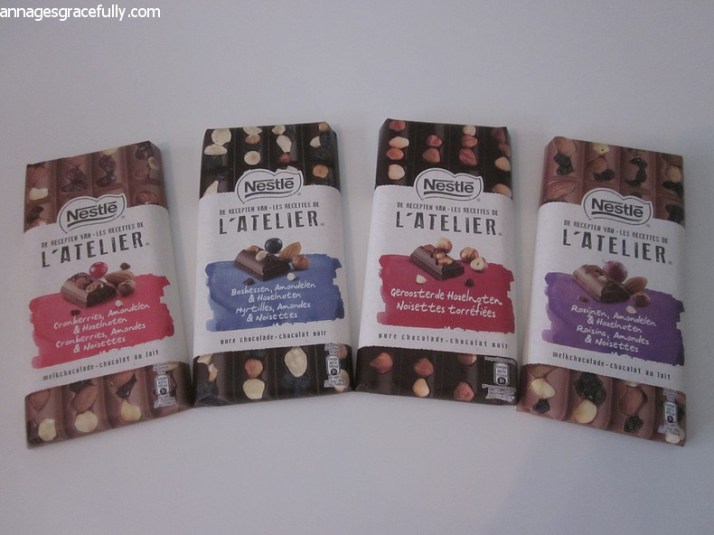 annagesgracefully.com
Nestlé
DE RECEPTEN VAN - LES RECETTES DE
L'ATELIER
Cranberries, Amandelen
& Hazelnoten
Cranberries, Amandes
& Noisettes
melkchocolade - chocolat au lait
Nestlé
DE RECEPTEN VAN - LES RECETTES DE
L'ATELIER
Bosbessen, Amandelen
& Hazelnoten
Myrtilles, Amandes
& Noisettes
pure chocolade - chocolat noir
Nestlé
DE RECEPTEN VAN - LES RECETTES DE
L'ATELIER
Geroosterde Hazelnoten
Noisettes torréfiées
pure chocolade - chocolat noir
Nestlé
DE RECEPTEN VAN - LES RECETTES DE
L'ATELIER
Rozijnen, Amandelen
& Hazelnoten
Raisins, Amandes
& Noisettes
melkchocolade - chocolat au lait